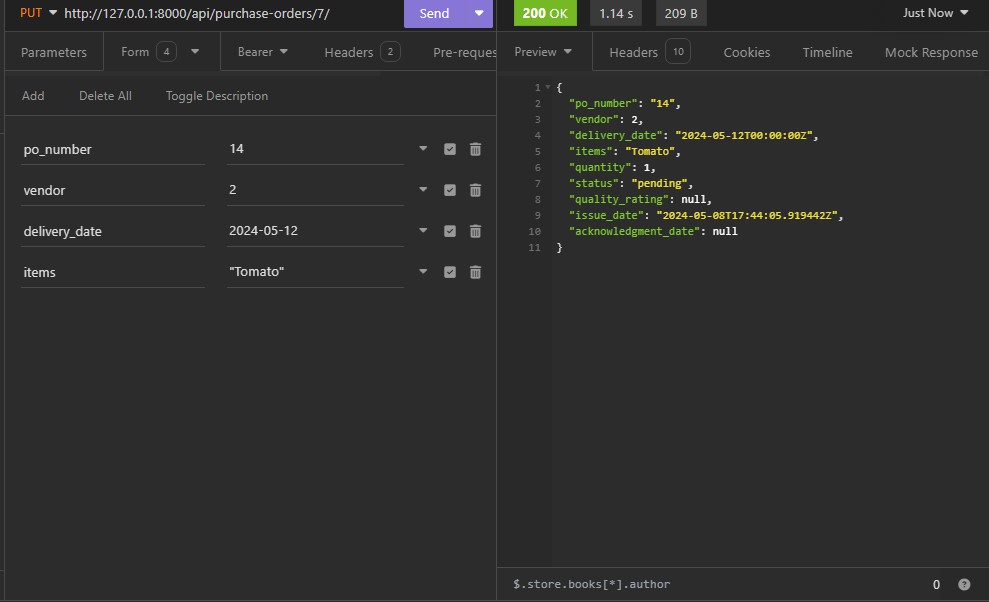 PUT http://127.0.0.1:8000/api/purchase-orders/7/ Send
200 OK 1.14 s 209 B Just Now
Parameters Form 4 Bearer Headers 2 Pre-reques
Preview Headers 10 Cookies Timeline Mock Response
Add Delete All Toggle Description
po_number 14
vendor 2
delivery_date 2024-05-12
items "Tomato"
1 {
2 "po_number": "14",
3 "vendor": 2,
4 "delivery_date": "2024-05-12T00:00:00Z",
5 "items": "Tomato",
6 "quantity": 1,
7 "status": "pending",
8 "quality_rating": null,
9 "issue_date": "2024-05-08T17:44:05.919442Z",
10 "acknowledgment_date": null
11 }
$.store.books[*].author 0 ?